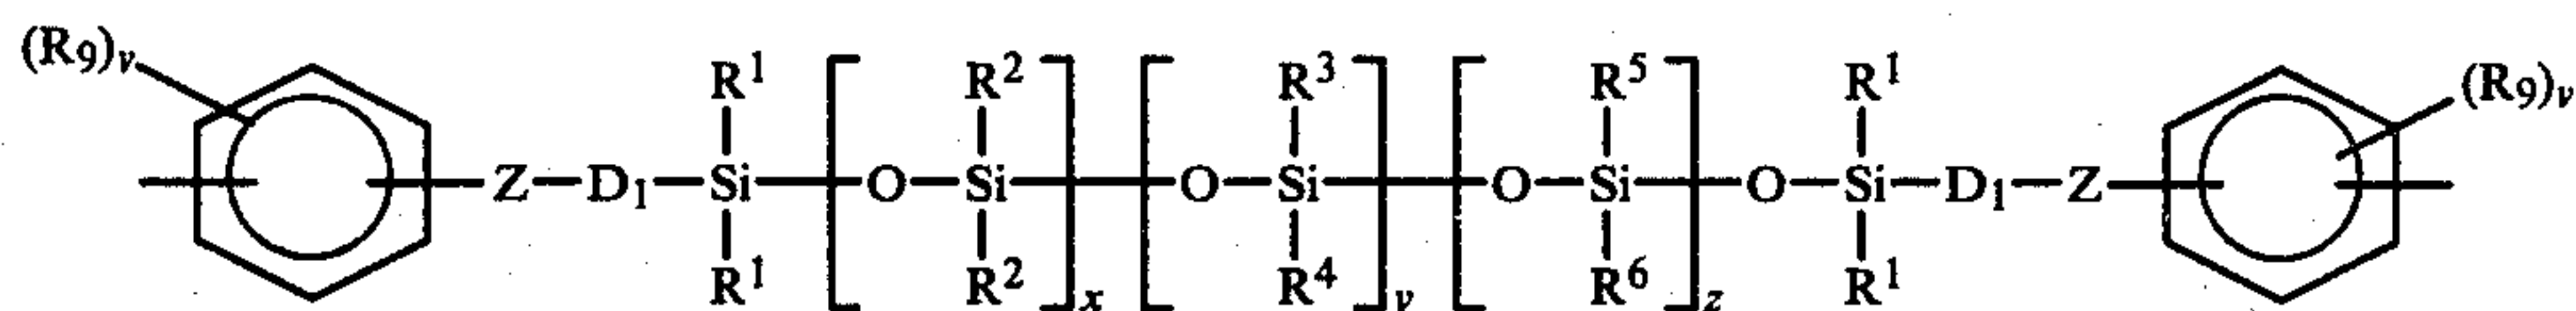 (R₉)ᵥ R¹ R² R³ R⁵ R¹ (R₉)ᵥ
Z—D₁—Si—[O—Si]—[O—Si]—[O—Si]—O—Si—D₁—Z
R¹ R² x R⁴ v R⁶ z R¹